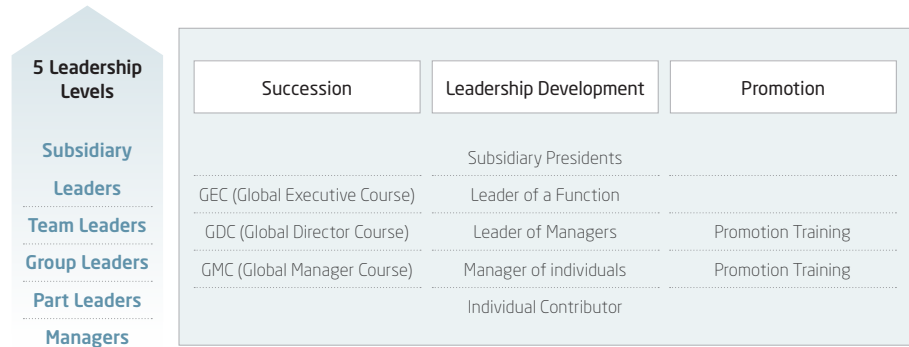 5 Leadership
Levels
Subsidiary
Leaders
Team Leaders
Group Leaders
Part Leaders
Managers
Succession
Leadership Development
Promotion
Subsidiary Presidents
GEC (Global Executive Course)
Leader of a Function
GDC (Global Director Course)
Leader of Managers
Promotion Training
GMC (Global Manager Course)
Manager of individuals
Promotion Training
Individual Contributor